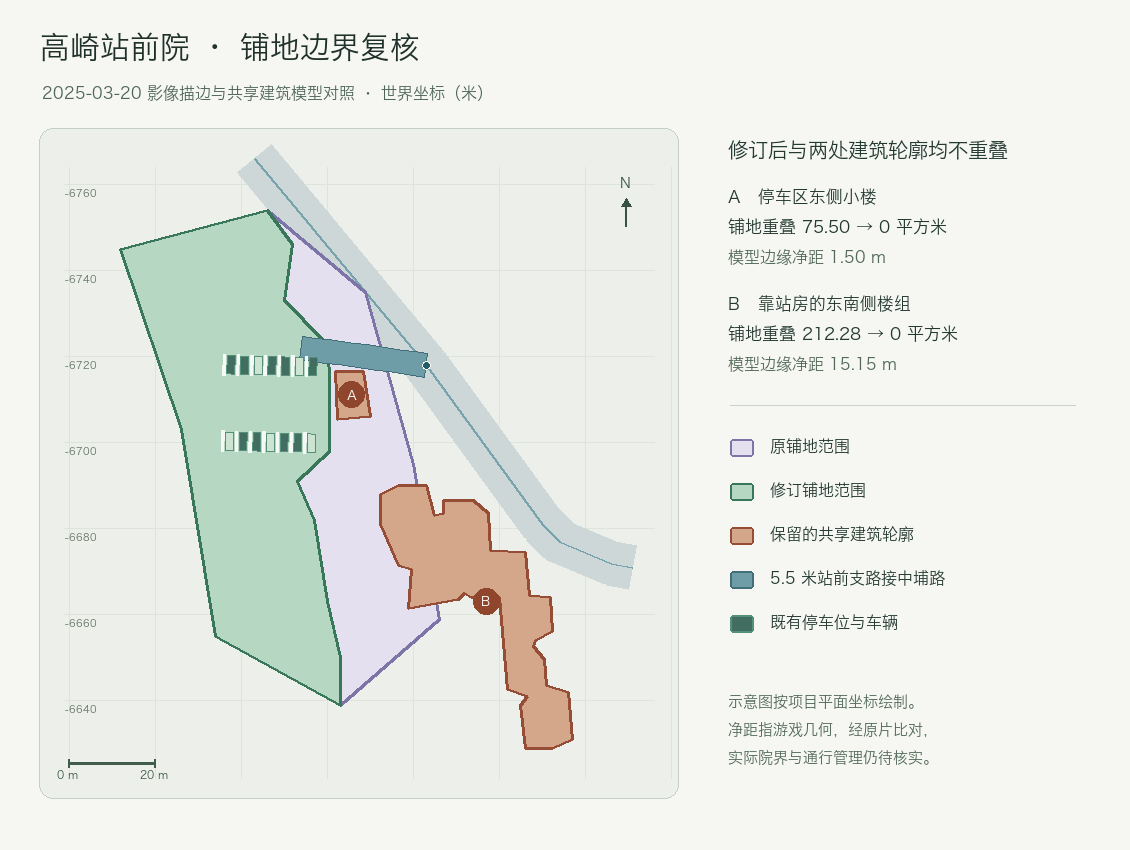 高崎站前院 · 铺地边界复核
2025-03-20 影像描边与共享建筑模型对照 · 世界坐标（米）
N
-6760
-6740
-6720
-6700
-6680
-6660
-6640
A
B
0 m
20 m
修订后与两处建筑轮廓均不重叠
A 停车区东侧小楼
铺地重叠 75.50 → 0 平方米
模型边缘净距 1.50 m
B 靠站房的东南侧楼组
铺地重叠 212.28 → 0 平方米
模型边缘净距 15.15 m
原铺地范围
修订铺地范围
保留的共享建筑轮廓
5.5 米站前支路接中埔路
既有停车位与车辆
示意图按项目平面坐标绘制。
净距指游戏几何，经原片比对，
实际院界与通行管理仍待核实。